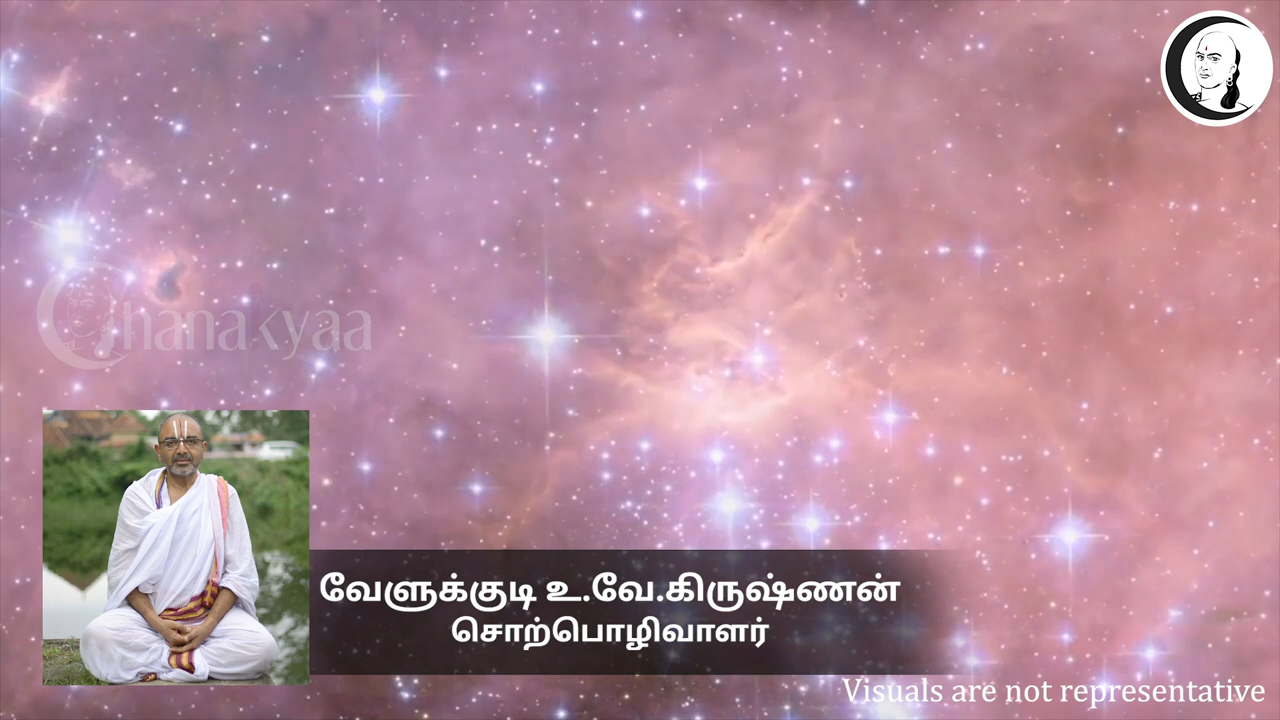 Chanakyaa
வேளுக்குடி உ.வே.கிருஷ்ணன்
சொற்பொழிவாளர்
Visuals are not representative